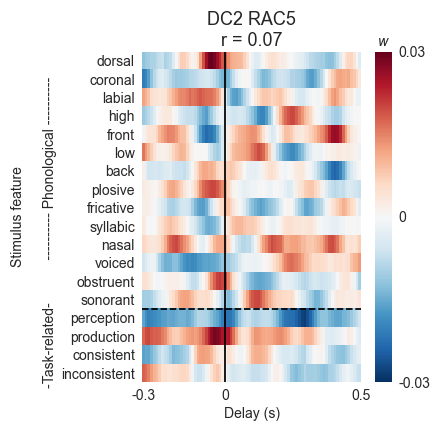 DC2 RAC5
r = 0.07
w
dorsal
coronal
labial
high
front
low
back
plosive
fricative
syllabic
nasal
voiced
obstruent
sonorant
perception
production
consistent
inconsistent
Stimulus feature
-Task-related- ---------- Phonological ----------
0.03
0
-0.03
-0.3 0 0.5
Delay (s)